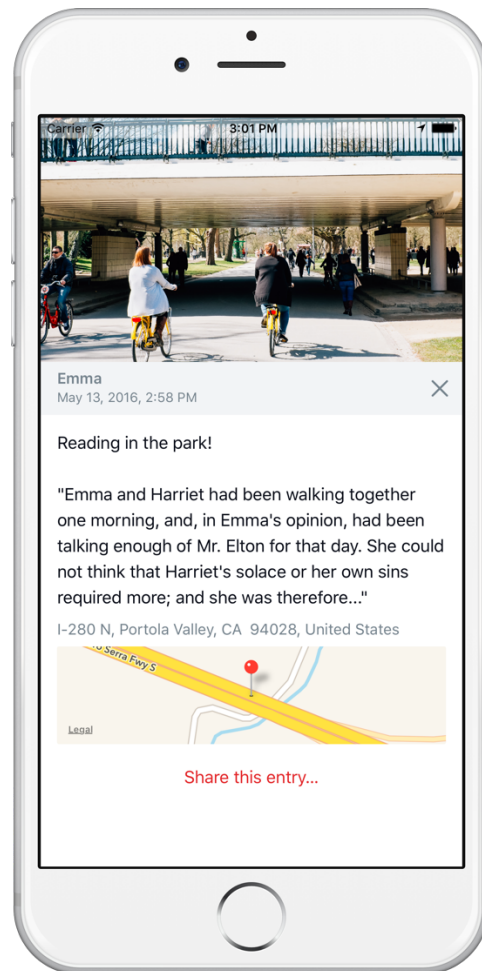 Carrier 3:01 PM
Emma
May 13, 2016, 2:58 PM
Reading in the park!
"Emma and Harriet had been walking together
one morning, and, in Emma's opinion, had been
talking enough of Mr. Elton for that day. She could
not think that Harriet's solace or her own sins
required more; and she was therefore..."
I-280 N, Portola Valley, CA  94028, United States
Serra Fwy S
Legal
Share this entry...